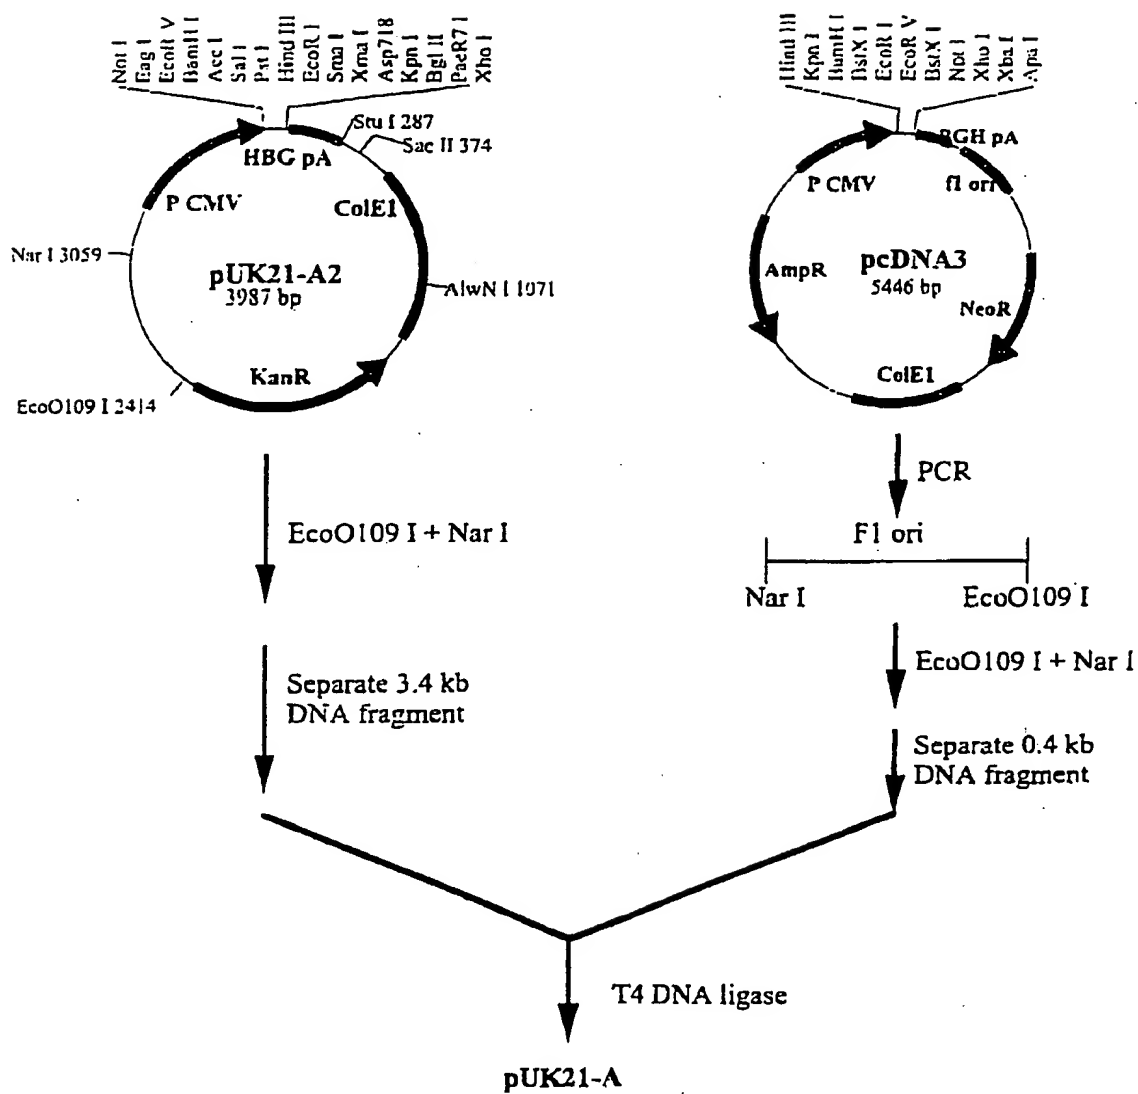 Not I
Eag I
EcoR V
BamH I
Acc I
Sal I
Pst I
Hind III
EcoR I
Sma I
Xma I
Asp718
Kpn I
Bgl II
PaeR7 I
Xho I
Stu I 287
Sac II 374
HBG pA
P CMV
ColE1
Nar I 3059
pUK21-A2
3987 bp
AlwN I 1071
KanR
EcoO109 I 2414
Hind III
Kpn I
BamH I
BstX I
EcoR I
EcoR V
BstX I
Not I
Xho I
Xba I
Apa I
BGH pA
P CMV
f1 ori
AmpR
pcDNA3
5446 bp
NeoR
ColE1
PCR
EcoO109 I + Nar I
F1 ori
Nar I
EcoO109 I
EcoO109 I + Nar I
Separate 3.4 kb
DNA fragment
Separate 0.4 kb
DNA fragment
T4 DNA ligase
pUK21-A